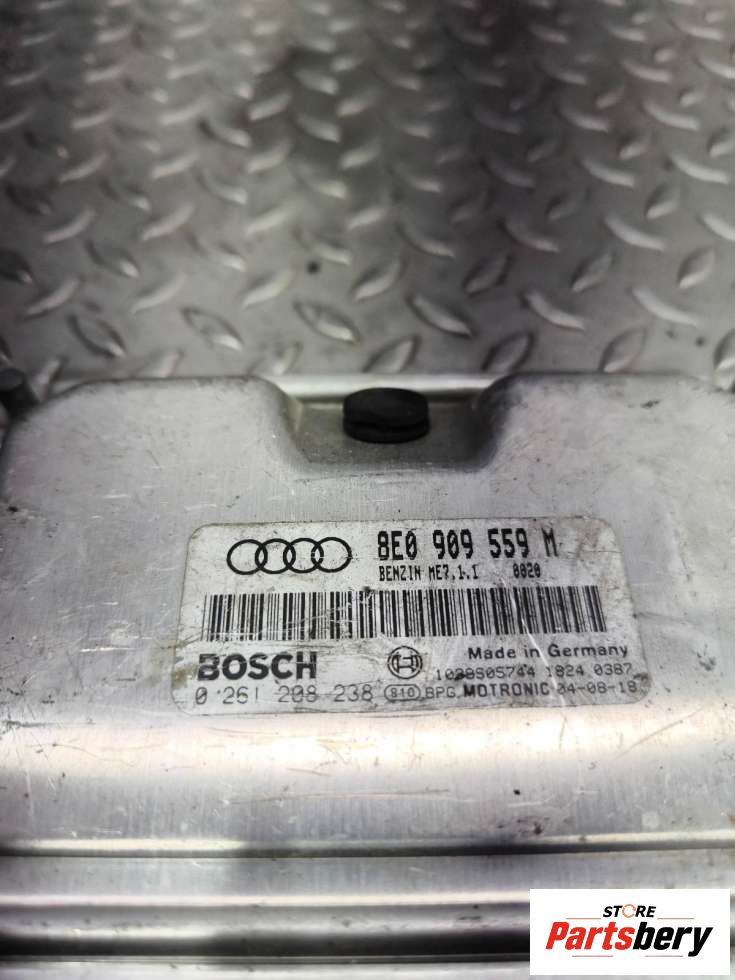 8E0 909 559 M
BENZIN ME7.1.1 0020
BOSCH
Made in Germany
1039S05744 1824 0387
0 261 208 238 810 BPG MOTRONIC 04-08-18
STORE
Partsbery